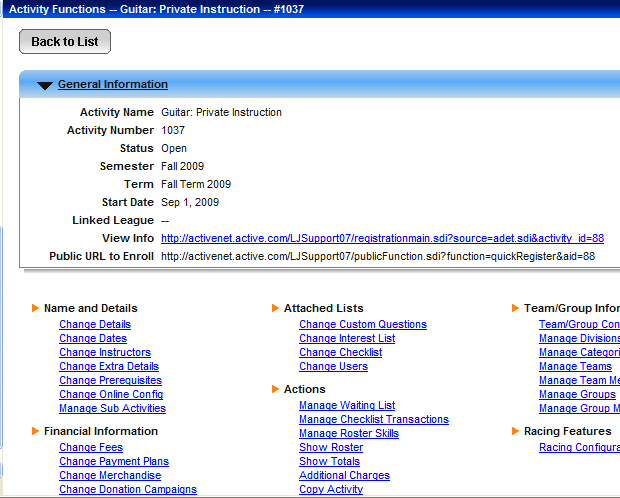 Activity Functions -- Guitar: Private Instruction -- #1037
Back to List
General Information
Activity Name Guitar: Private Instruction
Activity Number 1037
Status Open
Semester Fall 2009
Term Fall Term 2009
Start Date Sep 1, 2009
Linked League --
View Info http://activenet.active.com/LJSupport07/registrationmain.sdi?source=adet.sdi&activity_id=88
Public URL to Enroll http://activenet.active.com/LJSupport07/publicFunction.sdi?function=quickRegister&aid=88
Name and Details
Change Details
Change Dates
Change Instructors
Change Extra Details
Change Prerequisites
Change Online Config
Manage Sub Activities
Financial Information
Change Fees
Change Payment Plans
Change Merchandise
Change Donation Campaigns
Attached Lists
Change Custom Questions
Change Interest List
Change Checklist
Change Users
Actions
Manage Waiting List
Manage Checklist Transactions
Manage Roster Skills
Show Roster
Show Totals
Additional Charges
Copy Activity
Team/Group Infor
Team/Group Con
Manage Divisions
Manage Categori
Manage Teams
Manage Team Me
Manage Groups
Manage Group M
Racing Features
Racing Configura